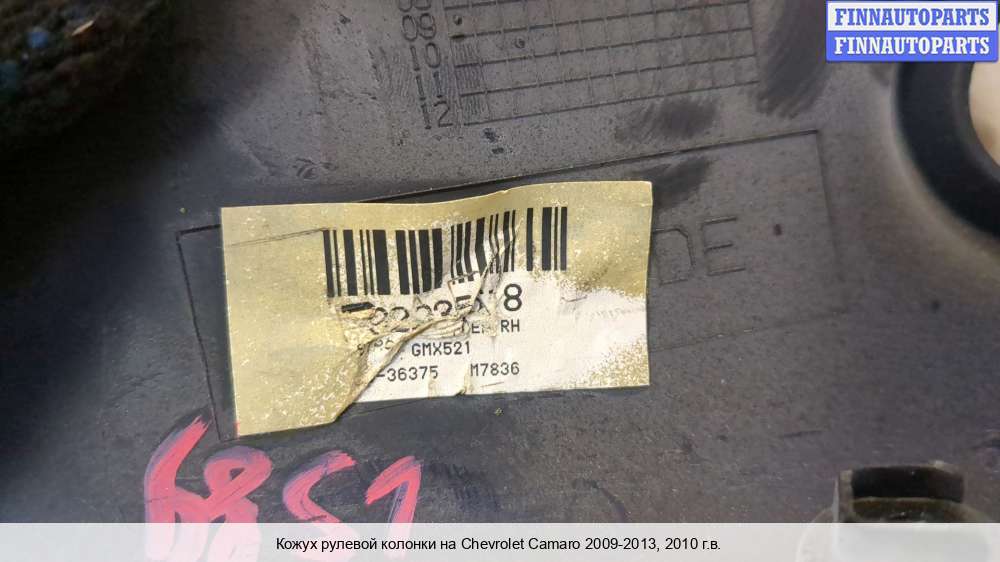 FINNAUTOPARTS
FINNAUTOPARTS
09
10
11
12
DE
RH
GMX521
-36375 M7836
Кожух рулевой колонки на Chevrolet Camaro 2009-2013, 2010 г.в.